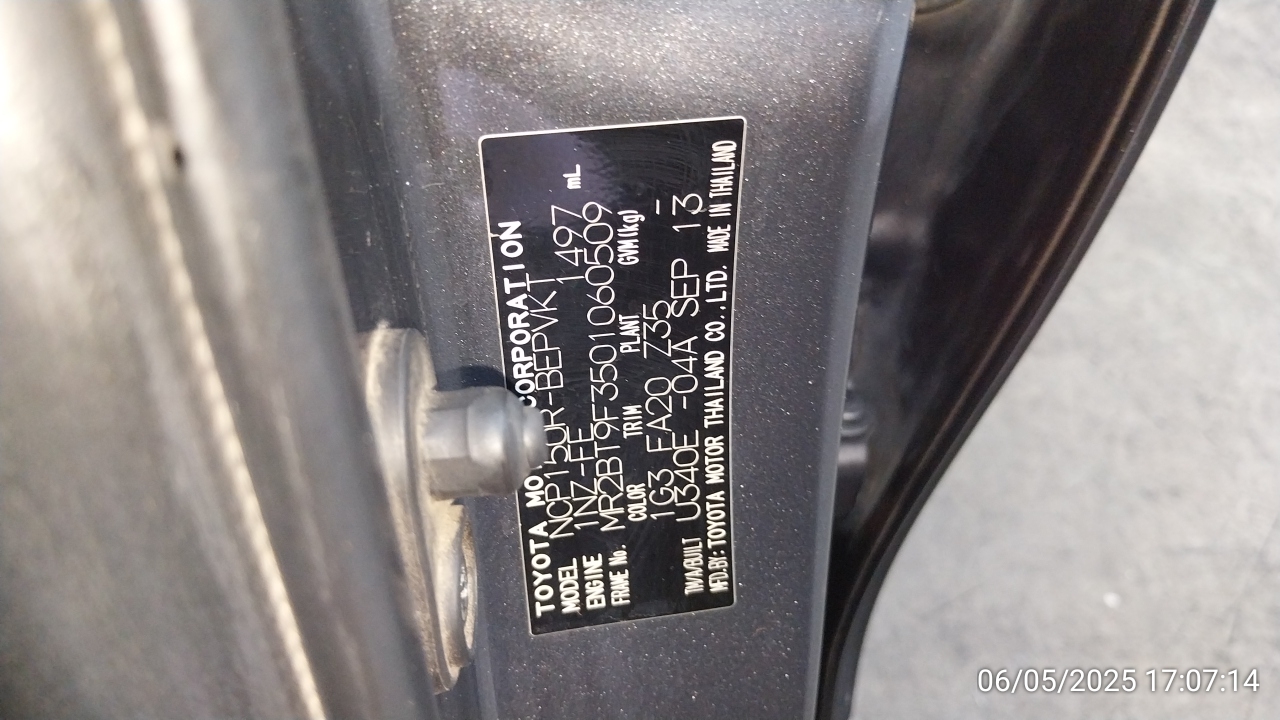 TOYOTA MO CORPORATION
MODEL NCP150R-BEPVKT
ENGINE 1NZ-FE 1497 mL
FRAME No. MR2BT9F3501060509
COLOR TRIM PLANT GVM(kg)
1G3 FA20 Z35 -
TM/A/BUILT U340E -04A SEP 13
MFD.BY:TOYOTA MOTOR THAILAND CO.,LTD. MADE IN THAILAND
06/05/2025 17:07:14